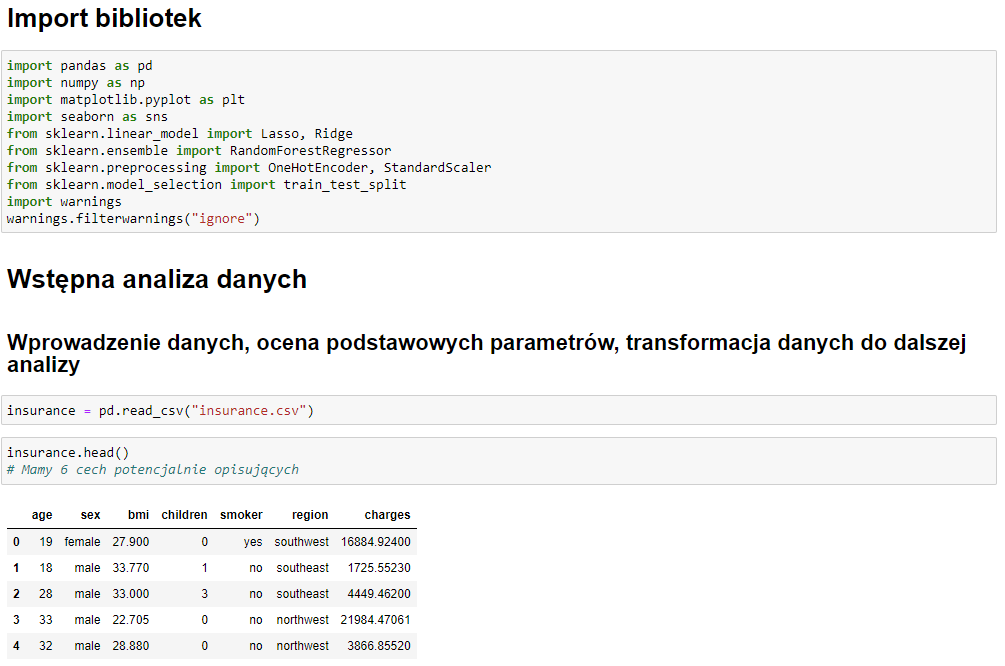 Import bibliotek
import pandas as pd
import numpy as np
import matplotlib.pyplot as plt
import seaborn as sns
from sklearn.linear_model import Lasso, Ridge
from sklearn.ensemble import RandomForestRegressor
from sklearn.preprocessing import OneHotEncoder, StandardScaler
from sklearn.model_selection import train_test_split
import warnings
warnings.filterwarnings("ignore")
Wstępna analiza danych
Wprowadzenie danych, ocena podstawowych parametrów, transformacja danych do dalszej
analizy
insurance = pd.read_csv("insurance.csv")
insurance.head()
# Mamy 6 cech potencjalnie opisujących
age sex bmi children smoker region charges
0 19 female 27.900 0 yes southwest 16884.92400
1 18 male 33.770 1 no southeast 1725.55230
2 28 male 33.000 3 no southeast 4449.46200
3 33 male 22.705 0 no northwest 21984.47061
4 32 male 28.880 0 no northwest 3866.85520